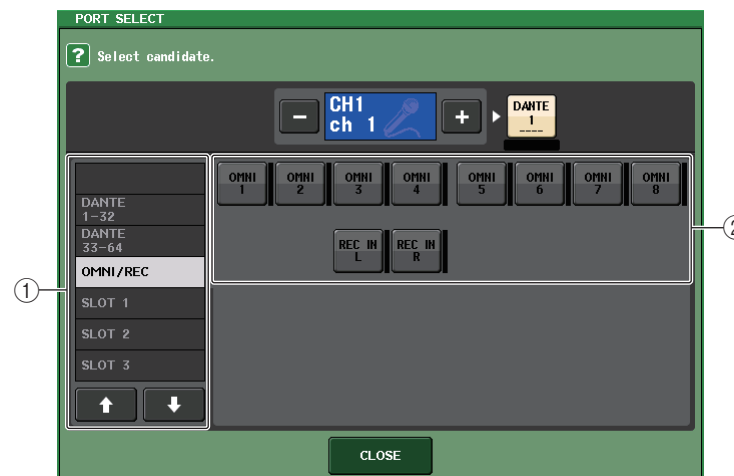 PORT SELECT
? Select candidate.
− CH1 + DANTE
ch 1 1
----
DANTE
1-32
DANTE
33-64
OMNI/REC
SLOT 1
SLOT 2
SLOT 3
OMNI OMNI OMNI OMNI OMNI OMNI OMNI OMNI
1 2 3 4 5 6 7 8
REC IN REC IN
L R
①
②
CLOSE